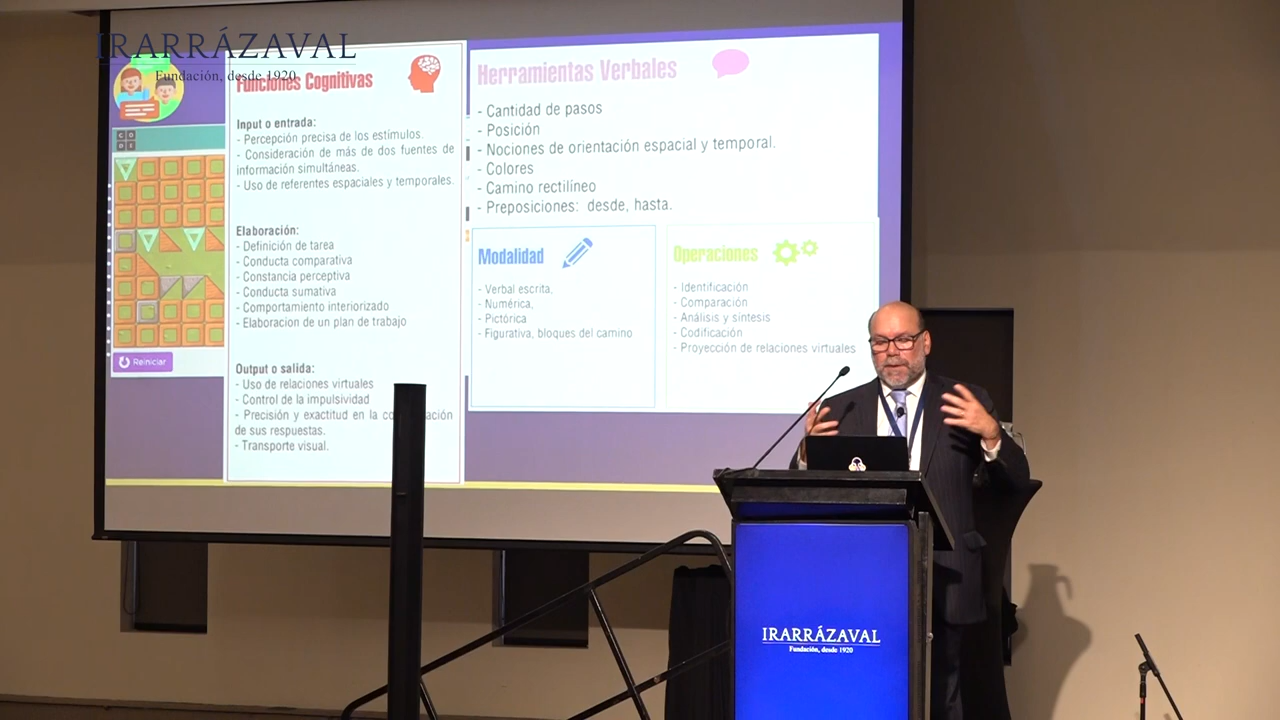 IRARRÁZAVAL
Fundación, desde 1920
Funciones Cognitivas
Input o entrada:
- Percepción precisa de los estímulos.
- Consideración de más de dos fuentes de
información simultáneas.
- Uso de referentes espaciales y temporales.
Elaboración:
- Definición de tarea
- Conducta comparativa
- Constancia perceptiva
- Conducta sumativa
- Comportamiento interiorizado
- Elaboracion de un plan de trabajo
Output o salida:
- Uso de relaciones virtuales
- Control de la impulsividad
- Precisión y exactitud en la
de sus respuestas.
- Transporte visual.
Herramientas Verbales
- Cantidad de pasos
- Posición
- Nociones de orientación espacial y temporal.
- Colores
- Camino rectilíneo
- Preposiciones: desde, hasta.
Modalidad
- Verbal escrita,
- Numérica,
- Pictórica
- Figurativa, bloques del camino
Operaciones
- Identificación
- Comparación
- Análisis y síntesis
- Codificación
- Proyección de relaciones virtuales
C O
D E
Reiniciar
IRARRÁZAVAL
Fundación, desde 1920